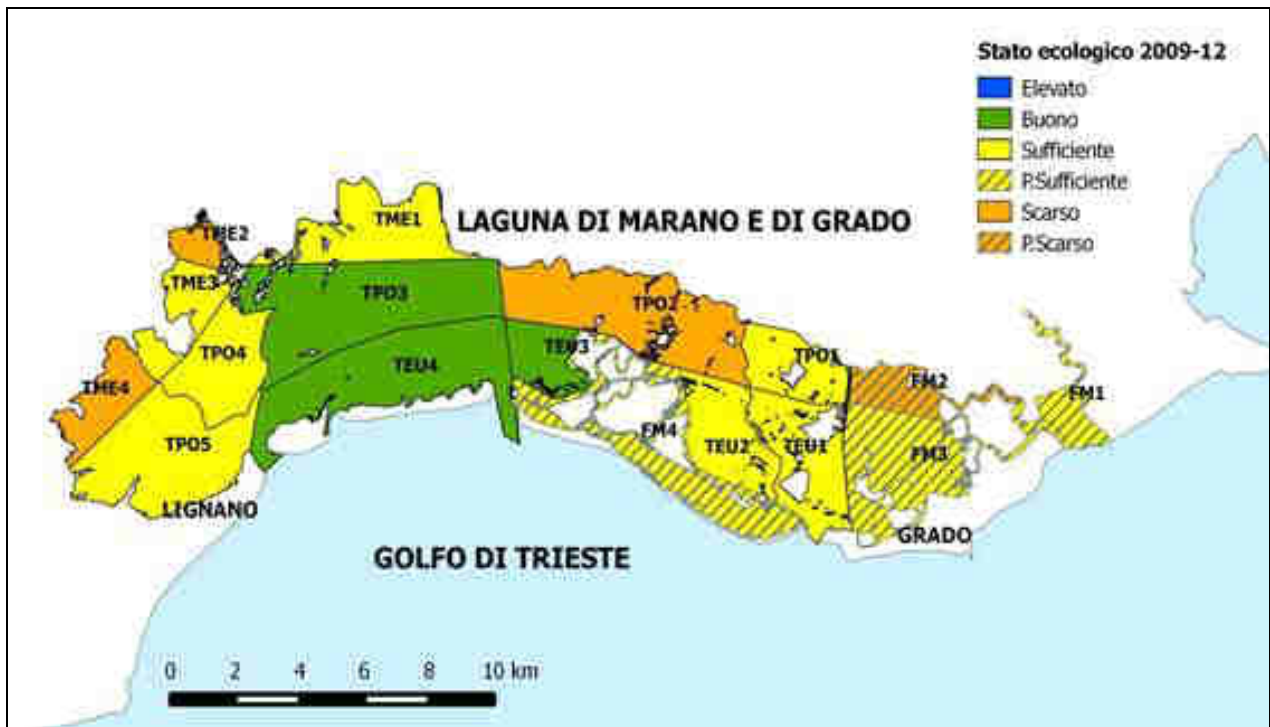 Stato ecologico 2009-12
Elevato
Buono
Sufficiente
P.Sufficiente
Scarso
P.Scarso
LAGUNA DI MARANO E DI GRADO
TME1
TME2
TME3
TPO3
TPO2
TPO4
TEU4
TEU3
TPO1
TME4
FM2
FM1
TPO5
FM4
TEU2
TEU1
FM3
LIGNANO
GRADO
GOLFO DI TRIESTE
0 2 4 6 8 10 km